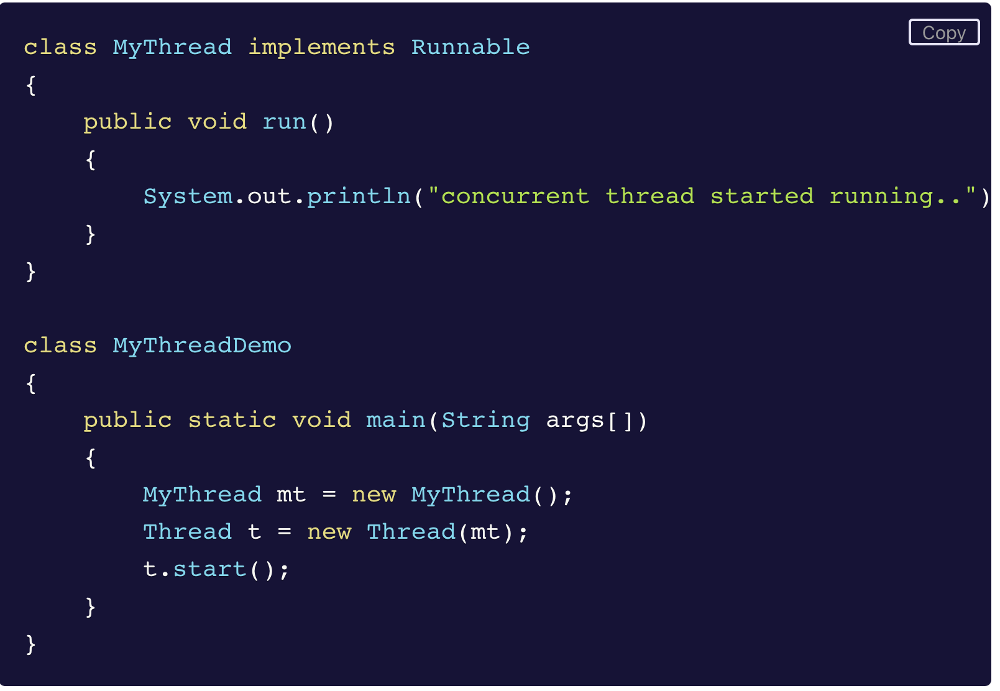 Copy
class MyThread implements Runnable
{
    public void run()
    {
        System.out.println("concurrent thread started running..")
    }
}

class MyThreadDemo
{
    public static void main(String args[])
    {
        MyThread mt = new MyThread();
        Thread t = new Thread(mt);
        t.start();
    }
}